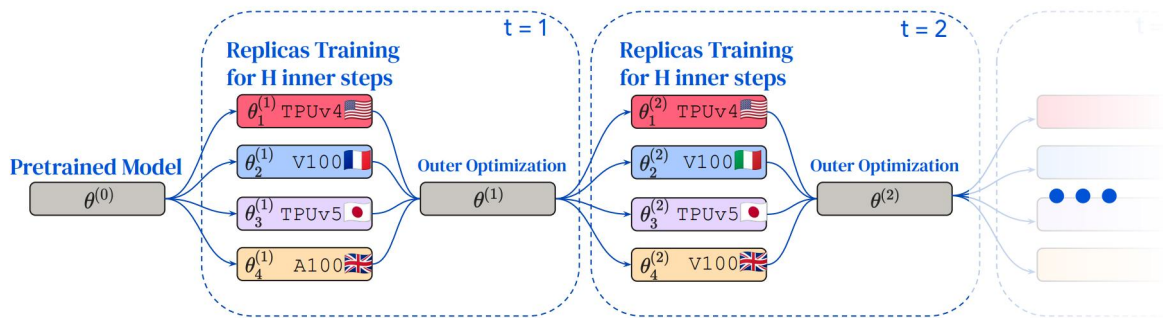 t = 1
t = 2
Replicas Training
for H inner steps
Replicas Training
for H inner steps
θ₁⁽¹⁾ TPUv4
θ₁⁽²⁾ TPUv4
Pretrained Model
θ₂⁽¹⁾ V100
Outer Optimization
θ₂⁽²⁾ V100
Outer Optimization
θ⁽⁰⁾
θ⁽¹⁾
θ⁽²⁾
θ₃⁽¹⁾ TPUv5
θ₃⁽²⁾ TPUv5
θ₄⁽¹⁾ A100
θ₄⁽²⁾ V100